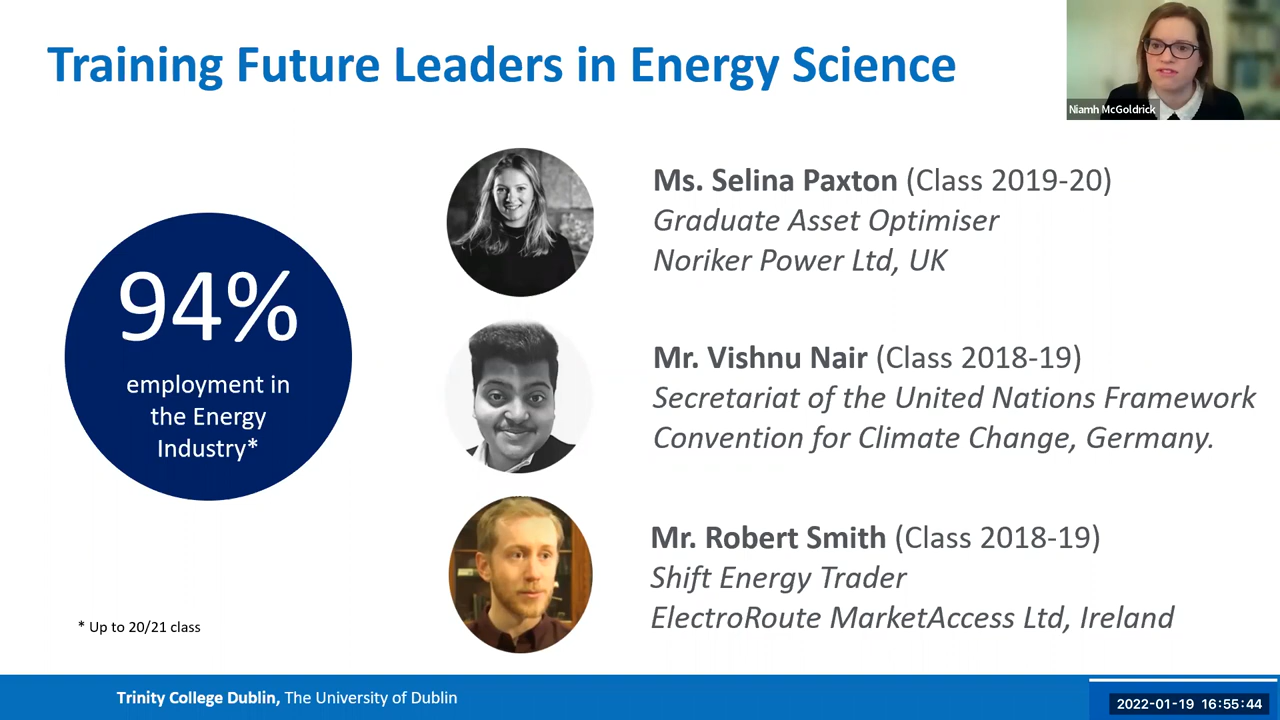 Training Future Leaders in Energy Science
Niamh McGoldrick
94%
employment in
the Energy
Industry*
Ms. Selina Paxton (Class 2019-20)
Graduate Asset Optimiser
Noriker Power Ltd, UK
Mr. Vishnu Nair (Class 2018-19)
Secretariat of the United Nations Framework
Convention for Climate Change, Germany.
Mr. Robert Smith (Class 2018-19)
Shift Energy Trader
ElectroRoute MarketAccess Ltd, Ireland
* Up to 20/21 class
Trinity College Dublin, The University of Dublin
2022-01-19 16:55:44